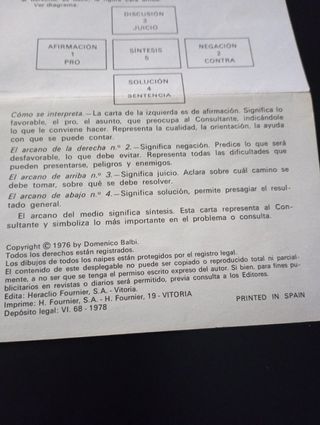 Ver diagrama.
DISCUSIÓN
3
JUICIO
AFIRMACIÓN
1
PRO
SÍNTESIS
5
NEGACIÓN
2
CONTRA
SOLUCIÓN
4
SENTENCIA
Cómo se interpreta.—La carta de la izquierda es de afirmación. Significa lo
favorable, el pro, el asunto, que preocupa al Consultante, indicándole
lo que le conviene hacer. Representa la cualidad, la orientación, la ayuda
con que se puede contar.
El arcano de la derecha n.º 2.—Significa negación. Predice lo que será
desfavorable, lo que debe evitar. Representa todas las dificultades que
pueden presentarse, peligros y enemigos.
El arcano de arriba n.º 3.—Significa juicio. Aclara sobre cuál camino se
debe tomar, sobre qué se debe resolver.
El arcano de abajo n.º 4.—Significa solución, permite presagiar el resul-
tado general.
El arcano del medio significa síntesis. Esta carta representa al Con-
sultante y simboliza lo más importante en el problema o consulta.
Copyright © 1976 by Domenico Balbi.
Todos los derechos están registrados.
Los dibujos de todos los naipes están protegidos por el registro legal.
El contenido de este desplegable no puede ser copiado o reproducido total ni parcial-
mente, a no ser que se tenga el permiso escrito expreso del autor. Si bien, para fines pu-
blicitarios en revistas o diarios será permitido, previa consulta a los Editores.
Edita: Heraclio Fournier, S.A. - Vitoria.
Imprime: H. Fournier, S.A. - H. Fournier, 19 - VITORIA
PRINTED IN SPAIN
Depósito legal: VI. 68 - 1978